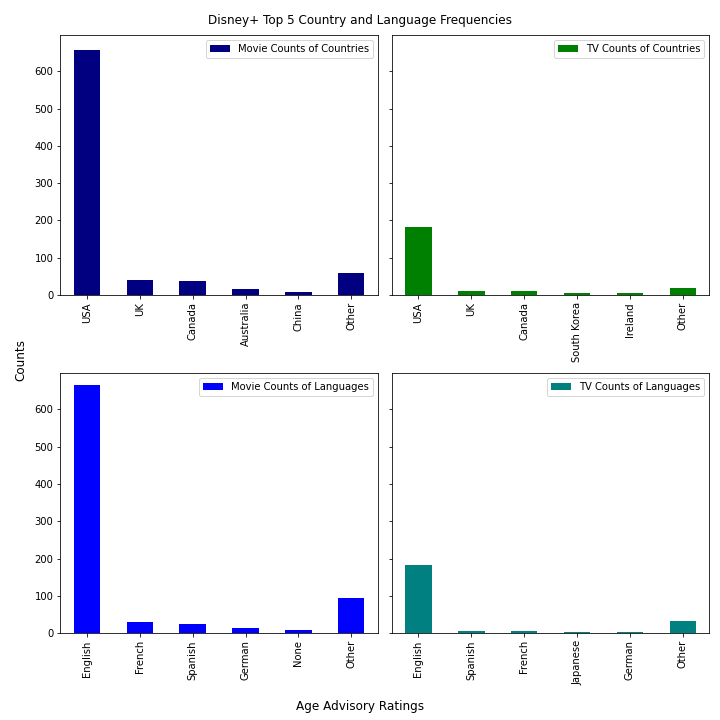 Disney+ Top 5 Country and Language Frequencies
Movie Counts of Countries
600
500
400
300
200
100
0
USA
UK
Canada
Australia
China
Other
TV Counts of Countries
USA
UK
Canada
South Korea
Ireland
Other
Counts
Movie Counts of Languages
600
500
400
300
200
100
0
English
French
Spanish
German
None
Other
TV Counts of Languages
English
Spanish
French
Japanese
German
Other
Age Advisory Ratings